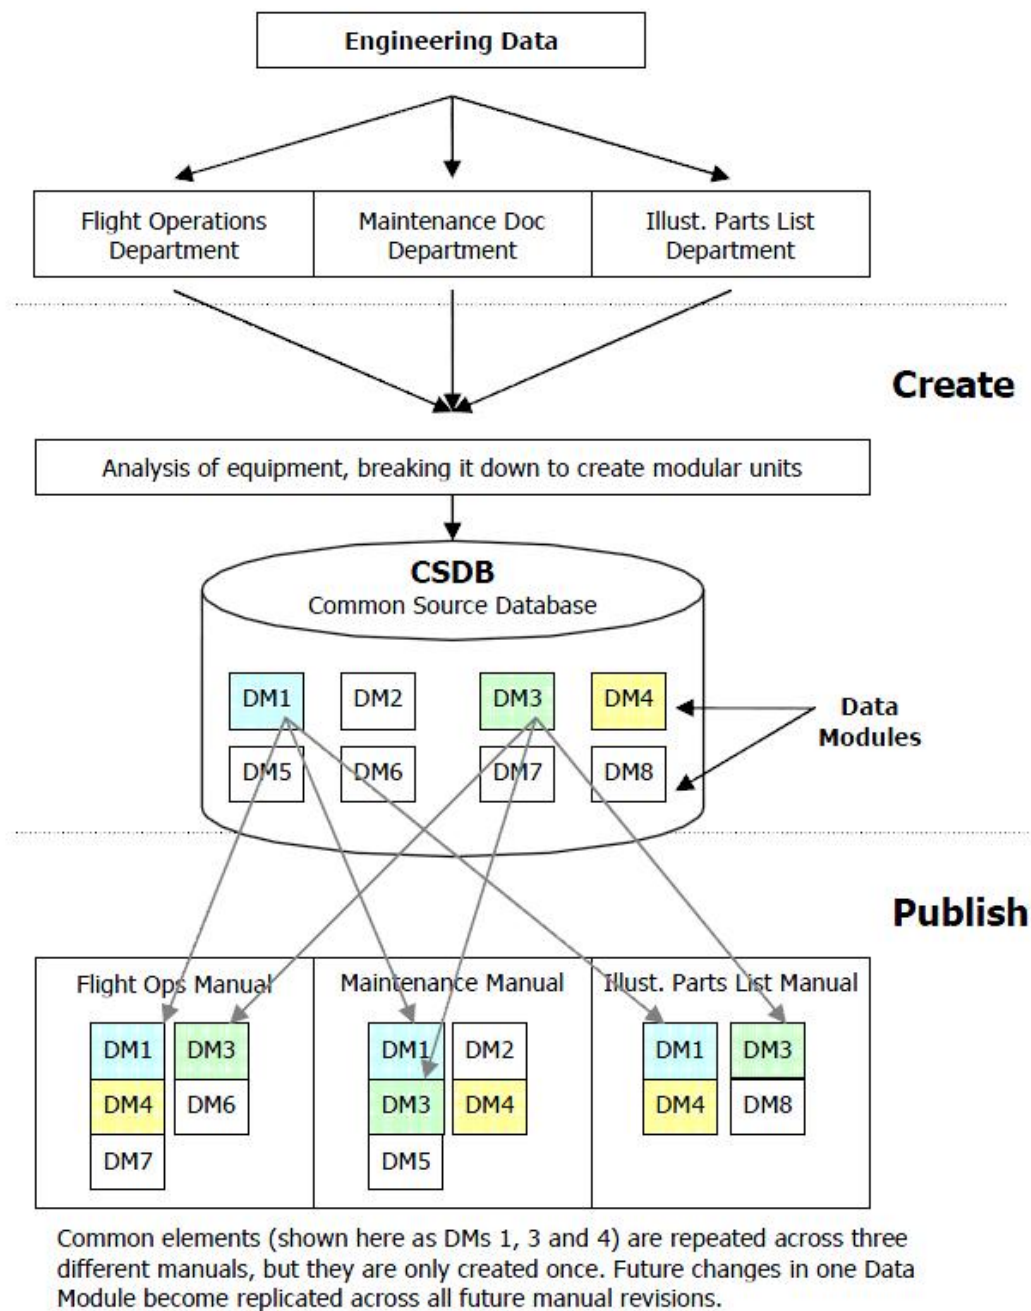 Engineering Data
Flight Operations
Department
Maintenance Doc
Department
Illust. Parts List
Department
Create
Analysis of equipment, breaking it down to create modular units
CSDB
Common Source Database
DM1
DM2
DM3
DM4
Data
Modules
DM5
DM6
DM7
DM8
Publish
Flight Ops Manual
DM1
DM3
DM4
DM6
DM7
Maintenance Manual
DM1
DM2
DM3
DM4
DM5
Illust. Parts List Manual
DM1
DM3
DM4
DM8
Common elements (shown here as DMs 1, 3 and 4) are repeated across three
different manuals, but they are only created once. Future changes in one Data
Module become replicated across all future manual revisions.